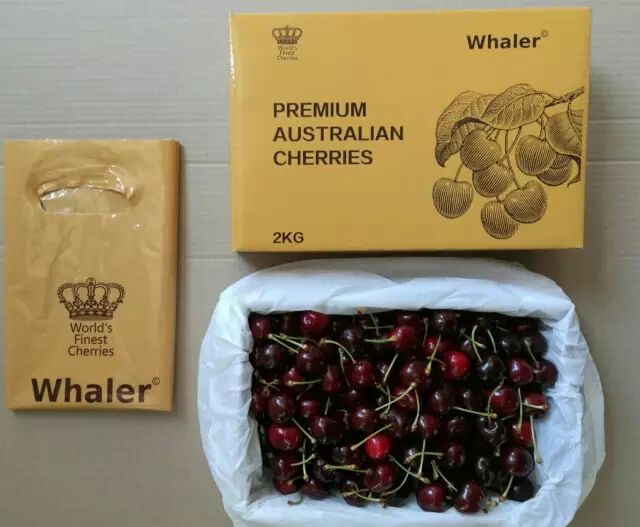 World's
Finest
Cherries
Whaler©
PREMIUM
AUSTRALIAN
CHERRIES
2KG
World's
Finest
Cherries
Whaler©